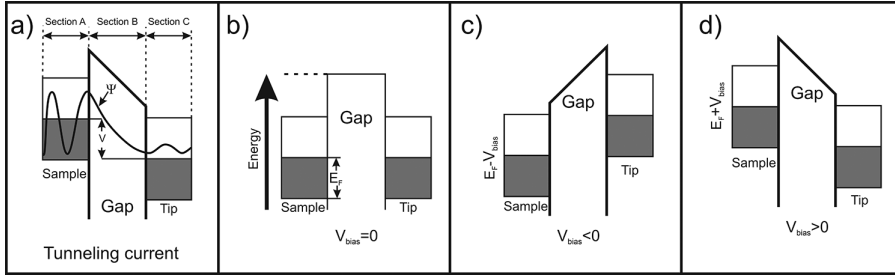 a)
Section A Section B Section C
Ψ
V
Sample
Gap
Tip
Tunneling current
b)
Energy
Gap
E_F
Sample
Tip
V_bias=0
c)
Gap
E_F-V_bias
Sample
Tip
V_bias<0
d)
Gap
E_F+V_bias
Sample
Tip
V_bias>0